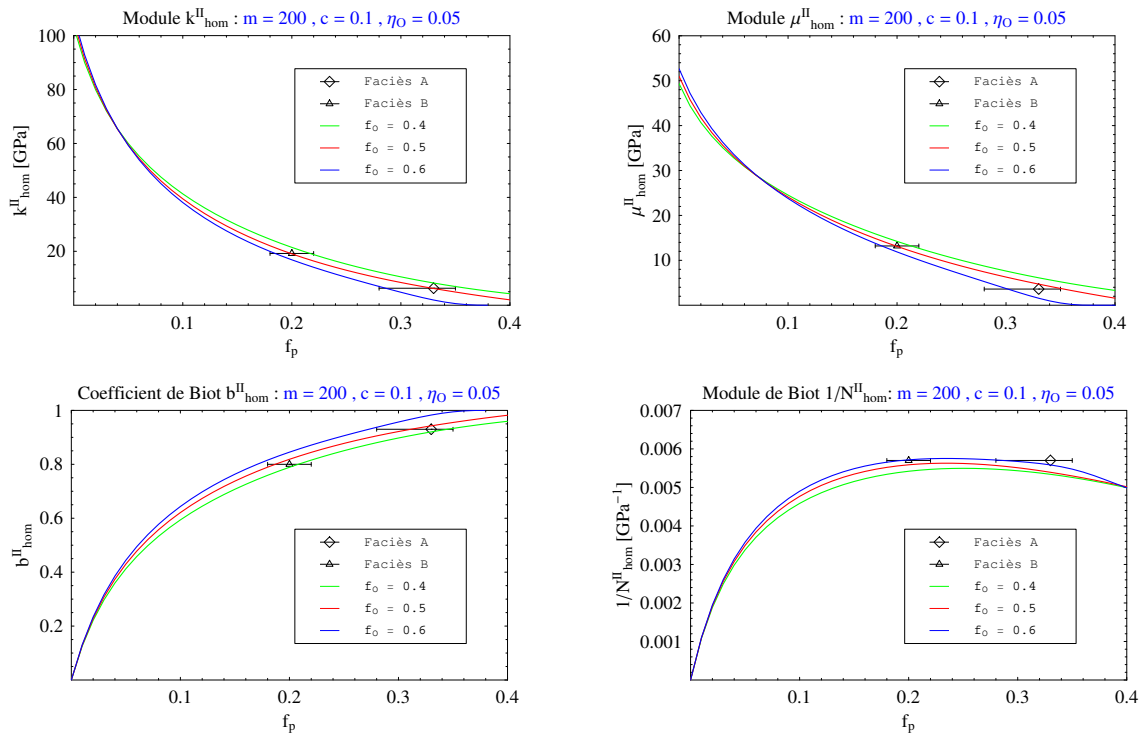 Module k^II_hom : m = 200 , c = 0.1 , η_O = 0.05
100
80
60
40
20
k^II_hom [GPa]
0.1 0.2 0.3 0.4
f_p
Faciès A
Faciès B
f_O = 0.4
f_O = 0.5
f_O = 0.6
Module μ^II_hom : m = 200 , c = 0.1 , η_O = 0.05
60
50
40
30
20
10
μ^II_hom [GPa]
0.1 0.2 0.3 0.4
f_p
Faciès A
Faciès B
f_O = 0.4
f_O = 0.5
f_O = 0.6
Coefficient de Biot b^II_hom : m = 200 , c = 0.1 , η_O = 0.05
1
0.8
0.6
0.4
0.2
b^II_hom
0.1 0.2 0.3 0.4
f_p
Faciès A
Faciès B
f_O = 0.4
f_O = 0.5
f_O = 0.6
Module de Biot 1/N^II_hom: m = 200 , c = 0.1 , η_O = 0.05
0.007
0.006
0.005
0.004
0.003
0.002
0.001
1/N^II_hom [GPa^−1]
0.1 0.2 0.3 0.4
f_p
Faciès A
Faciès B
f_O = 0.4
f_O = 0.5
f_O = 0.6